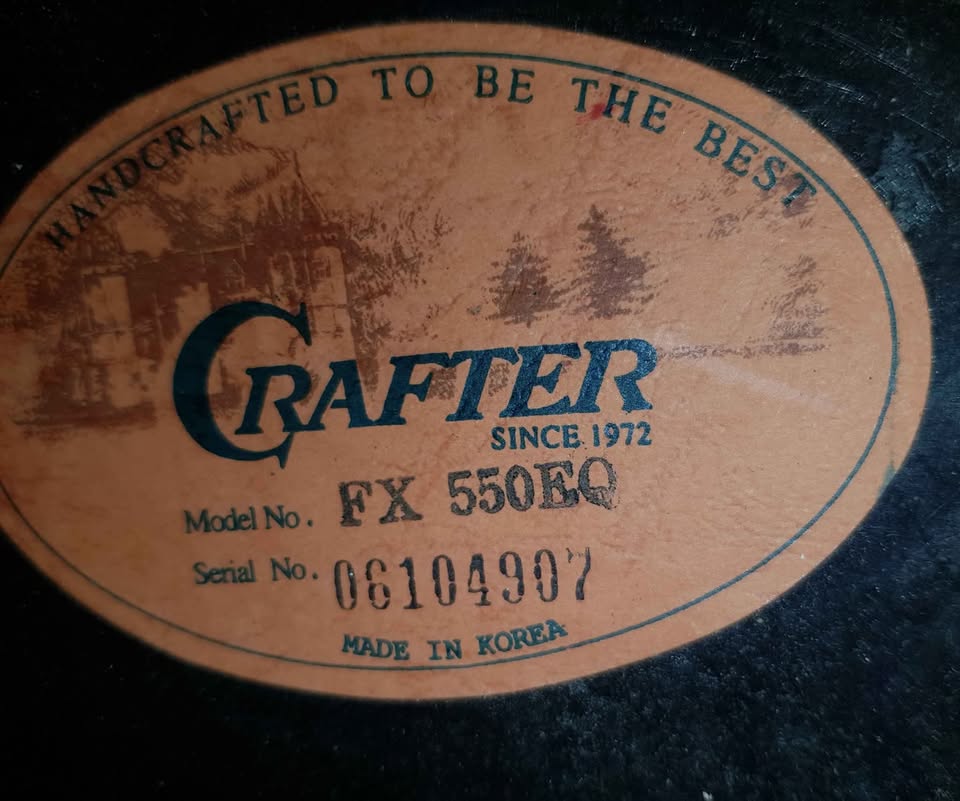 HANDCRAFTED TO BE THE BEST
CRAFTER
SINCE 1972
Model No. FX 550EQ
Serial No. 06104907
MADE IN KOREA